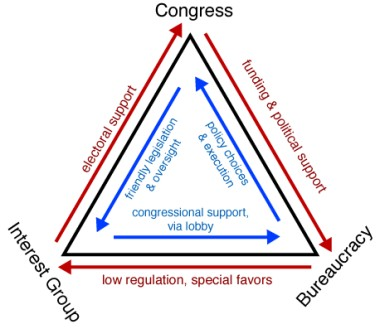 Congress
electoral support
funding & political support
friendly legislation
& oversight
policy choices
& execution
congressional support,
via lobby
Interest Group
Bureaucracy
low regulation, special favors